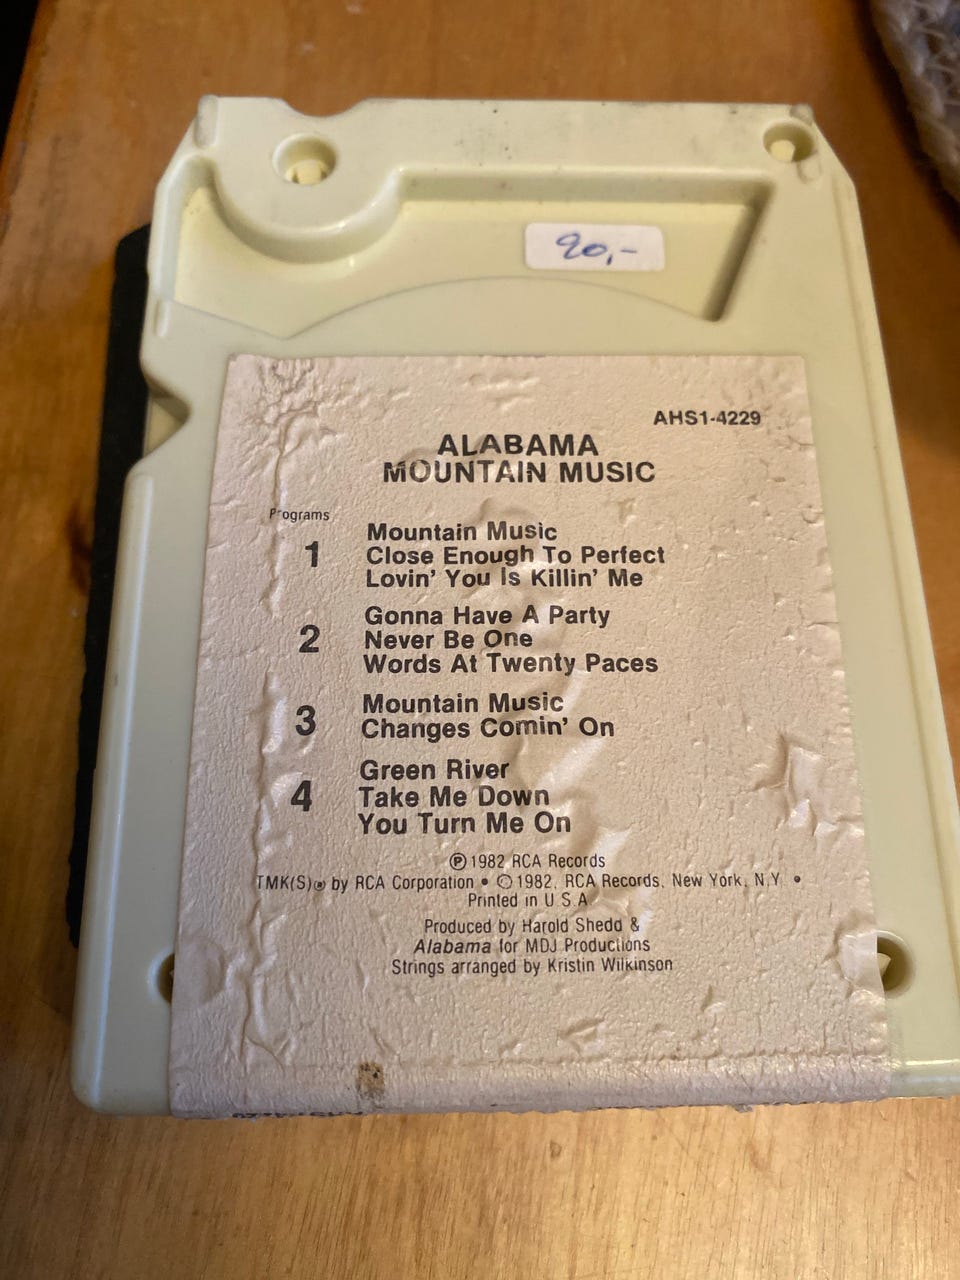 90,-
AHS1-4229
ALABAMA
MOUNTAIN MUSIC
Programs
1
Mountain Music
Close Enough To Perfect
Lovin' You Is Killin' Me
2
Gonna Have A Party
Never Be One
Words At Twenty Paces
3
Mountain Music
Changes Comin' On
4
Green River
Take Me Down
You Turn Me On
℗ 1982 RCA Records
TMK(S)® by RCA Corporation • © 1982, RCA Records, New York, N.Y. •
Printed in U.S.A.
Produced by Harold Shedd &
Alabama for MDJ Productions
Strings arranged by Kristin Wilkinson